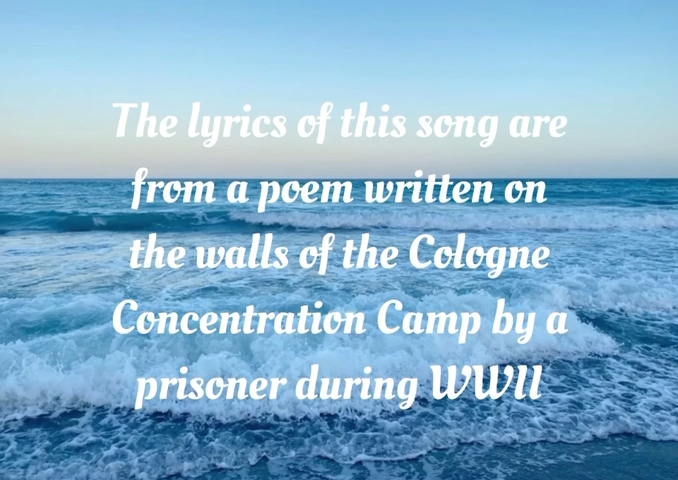 The lyrics of this song are
from a poem written on
the walls of the Cologne
Concentration Camp by a
prisoner during WWII